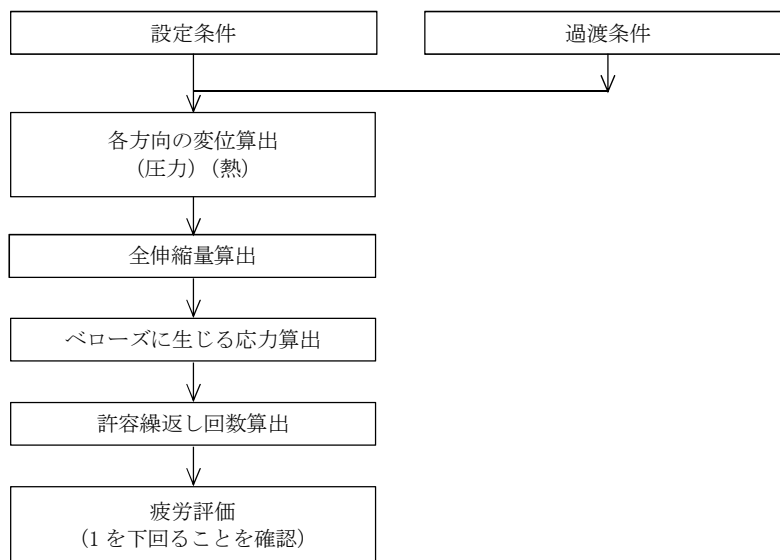 設定条件
過渡条件
各方向の変位算出
（圧力）（熱）
全伸縮量算出
ベローズに生じる応力算出
許容繰返し回数算出
疲労評価
（1 を下回ることを確認）